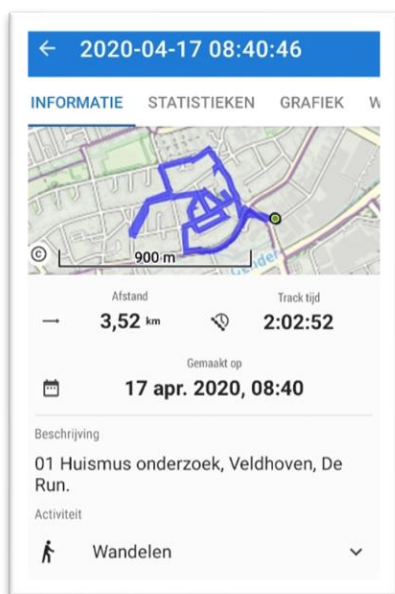 2020-04-17 08:40:46
INFORMATIE STATISTIEKEN GRAFIEK W
©
900 m
Gender
Afstand Track tijd
3,52 km 2:02:52
Gemaakt op
17 apr. 2020, 08:40
Beschrijving
01 Huismus onderzoek, Veldhoven, De
Run.
Activiteit
Wandelen